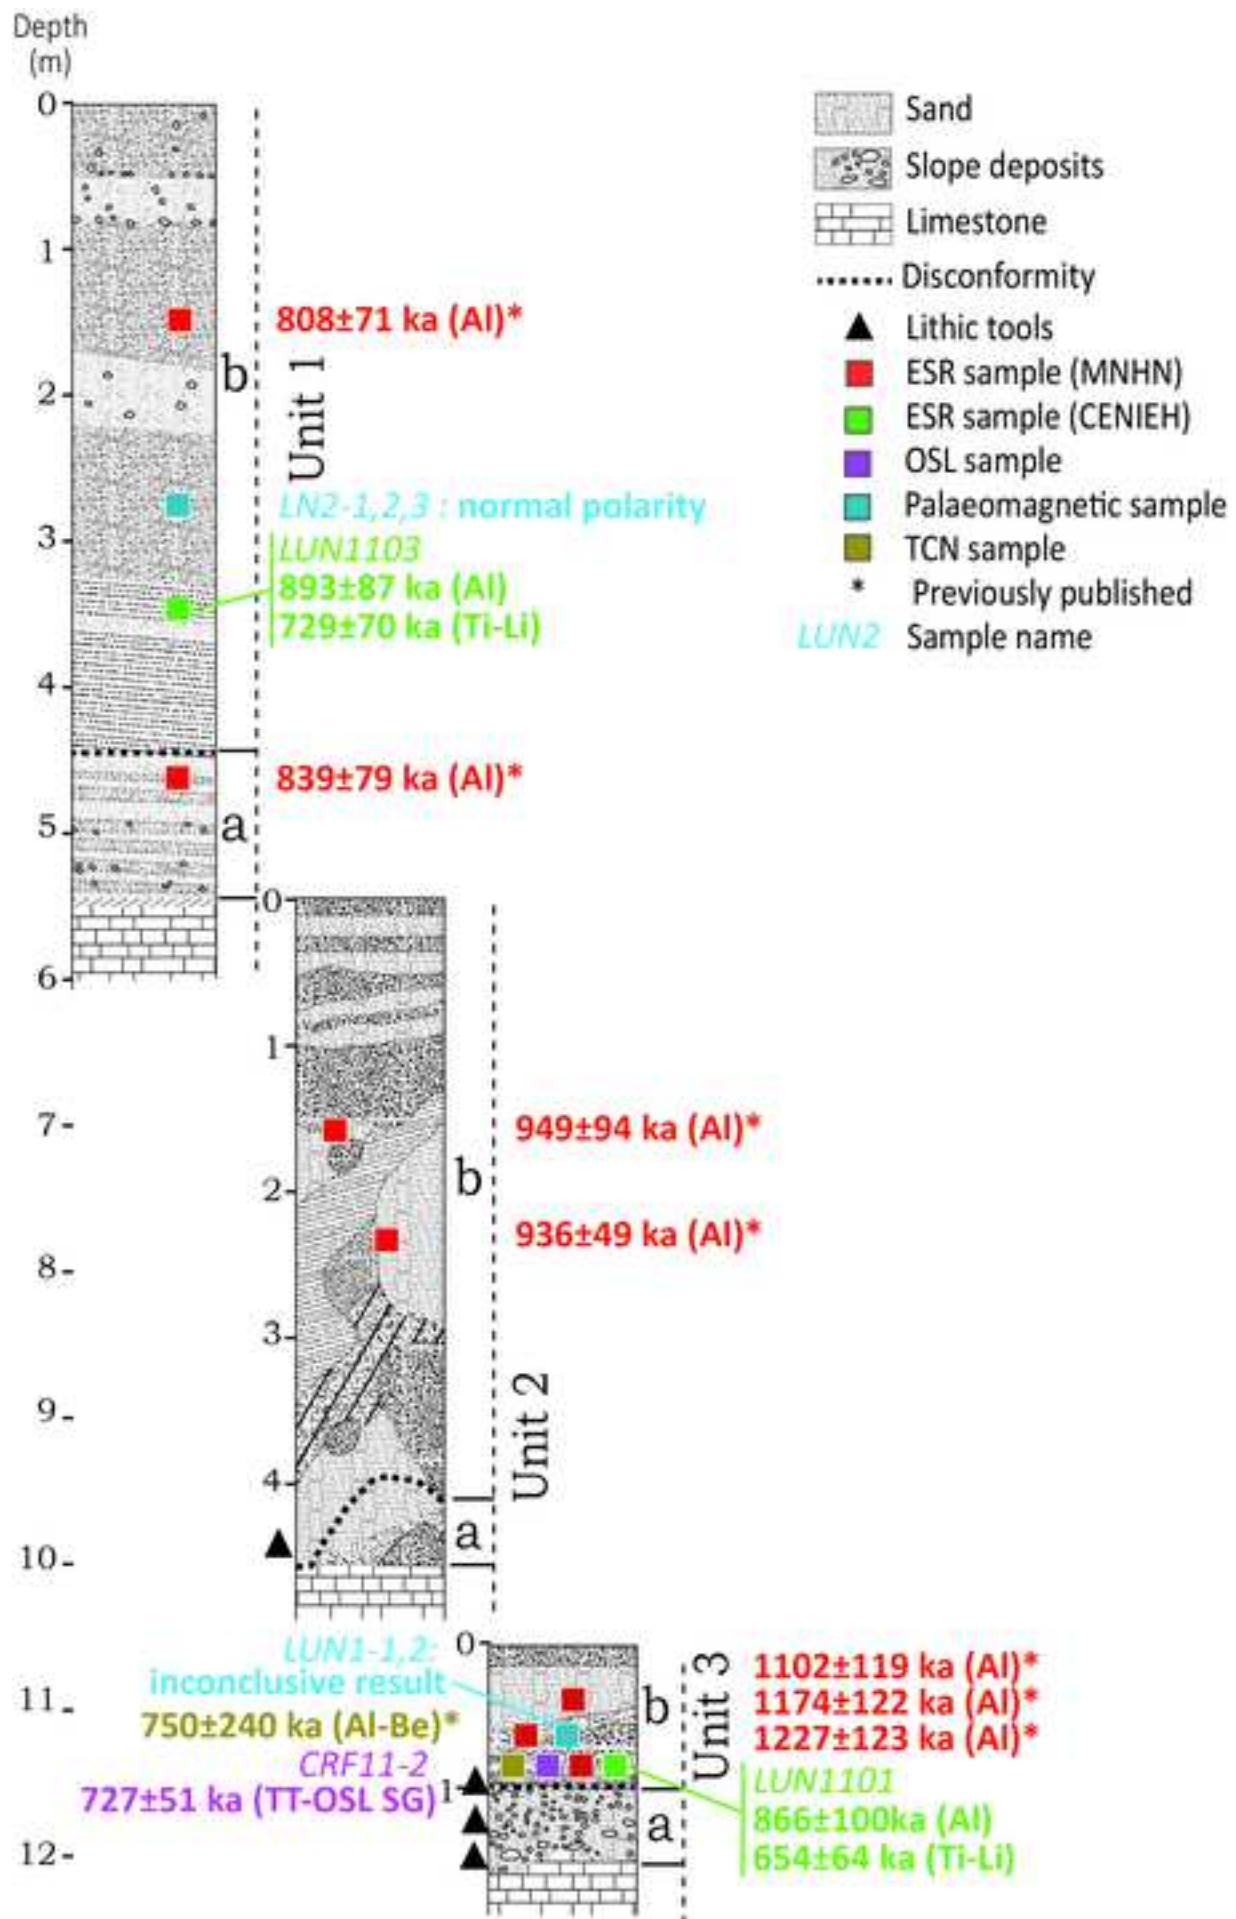 Depth
(m)
0
1
2
3
4
5
6
7
8
9
10
11
12
Sand
Slope deposits
Limestone
Disconformity
Lithic tools
ESR sample (MNHN)
ESR sample (CENIEH)
OSL sample
Palaeomagnetic sample
TCN sample
* Previously published
LUN2 Sample name
808±71 ka (Al)*
b
Unit 1
LN2-1,2,3 : normal polarity
LUN1103
893±87 ka (Al)
729±70 ka (Ti-Li)
839±79 ka (Al)*
a
0
1
2
3
4
949±94 ka (Al)*
b
936±49 ka (Al)*
Unit 2
a
LUN1-1,2:
inconclusive result
750±240 ka (Al-Be)*
CRF11-2
727±51 ka (TT-OSL SG)
0
1
b
Unit 3
a
1102±119 ka (Al)*
1174±122 ka (Al)*
1227±123 ka (Al)*
LUN1101
866±100ka (Al)
654±64 ka (Ti-Li)